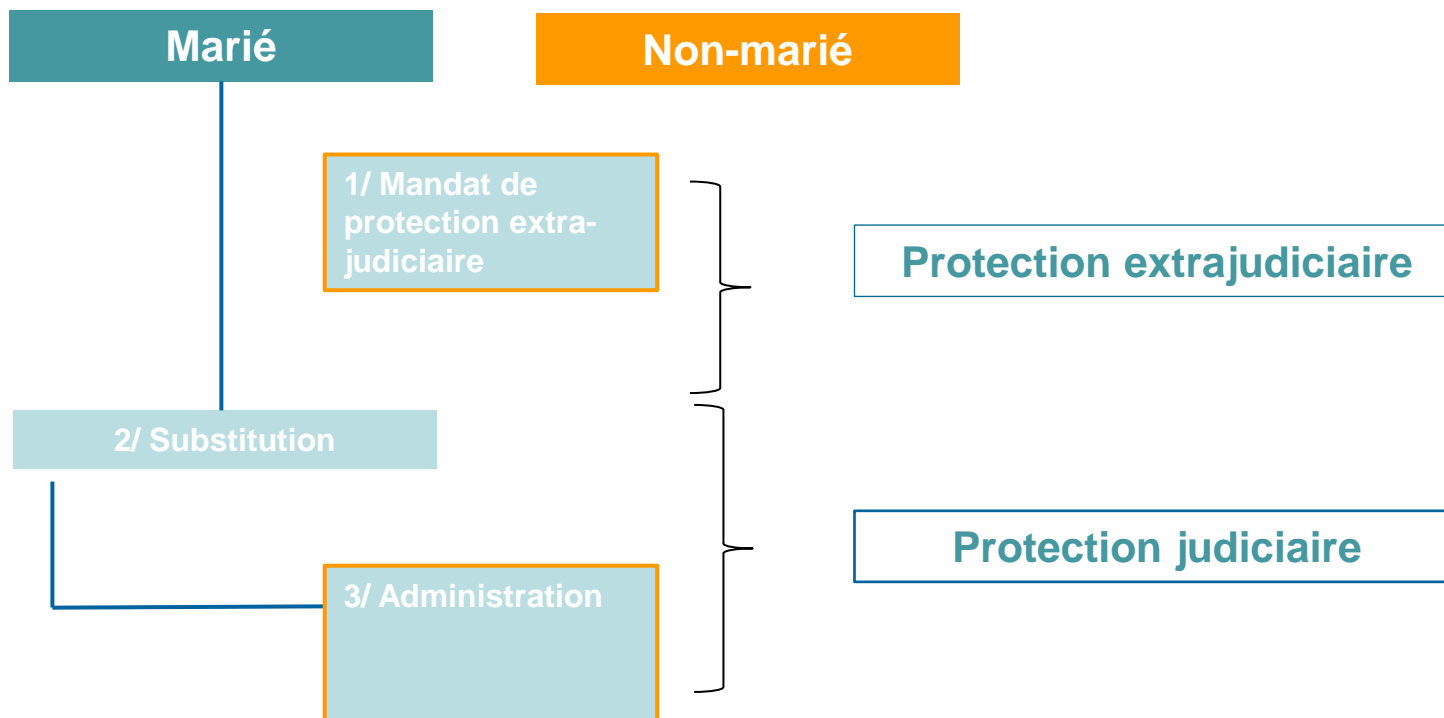 Marié
Non-marié
1/ Mandat de
protection extra-
judiciaire
Protection extrajudiciaire
2/ Substitution
Protection judiciaire
3/ Administration